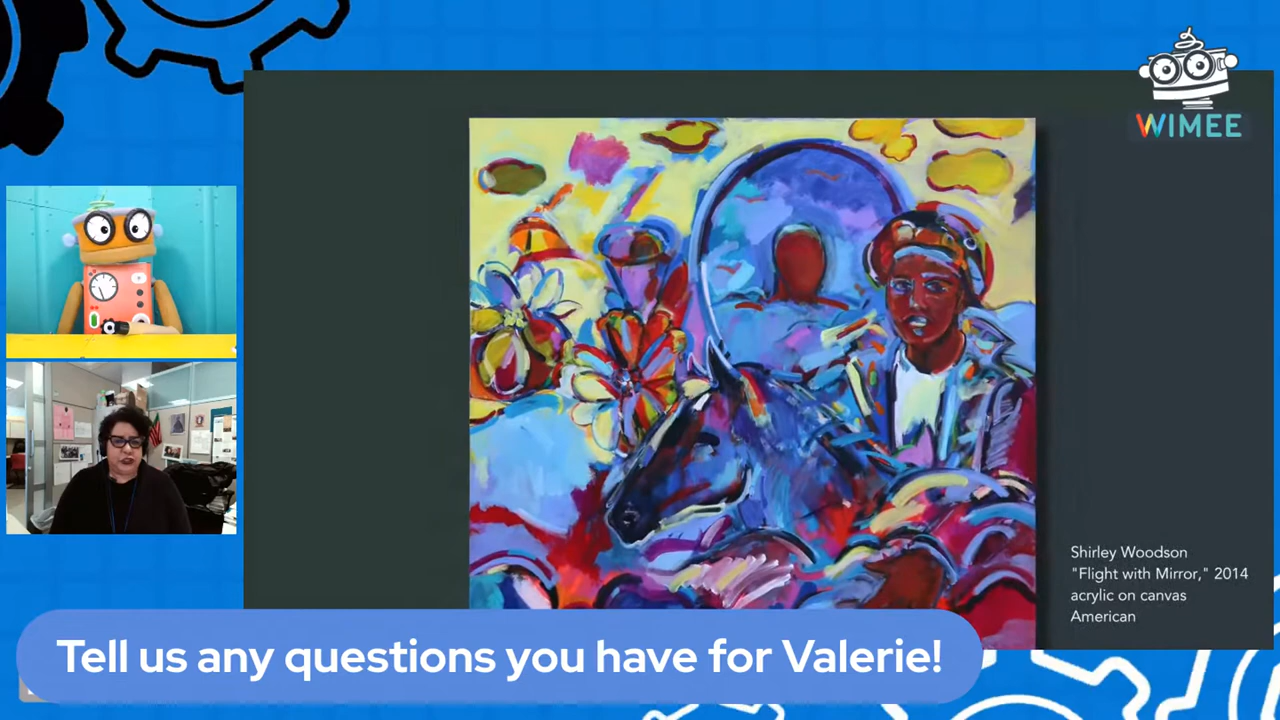 WIMEE
Shirley Woodson
"Flight with Mirror," 2014
acrylic on canvas
American
Tell us any questions you have for Valerie!